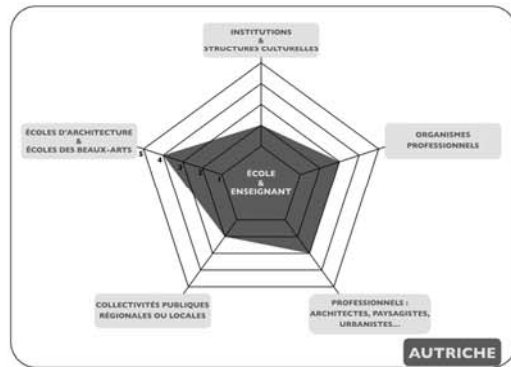 INSTITUTIONS
&
STRUCTURES CULTURELLES
ÉCOLES D'ARCHITECTURE
&
ÉCOLES DES BEAUX-ARTS
ORGANISMES
PROFESSIONNELS
5 4 3 2 1
ÉCOLE
&
ENSEIGNANT
COLLECTIVITÉS PUBLIQUES
RÉGIONALES OU LOCALES
PROFESSIONNELS :
ARCHITECTES, PAYSAGISTES,
URBANISTES...
AUTRICHE